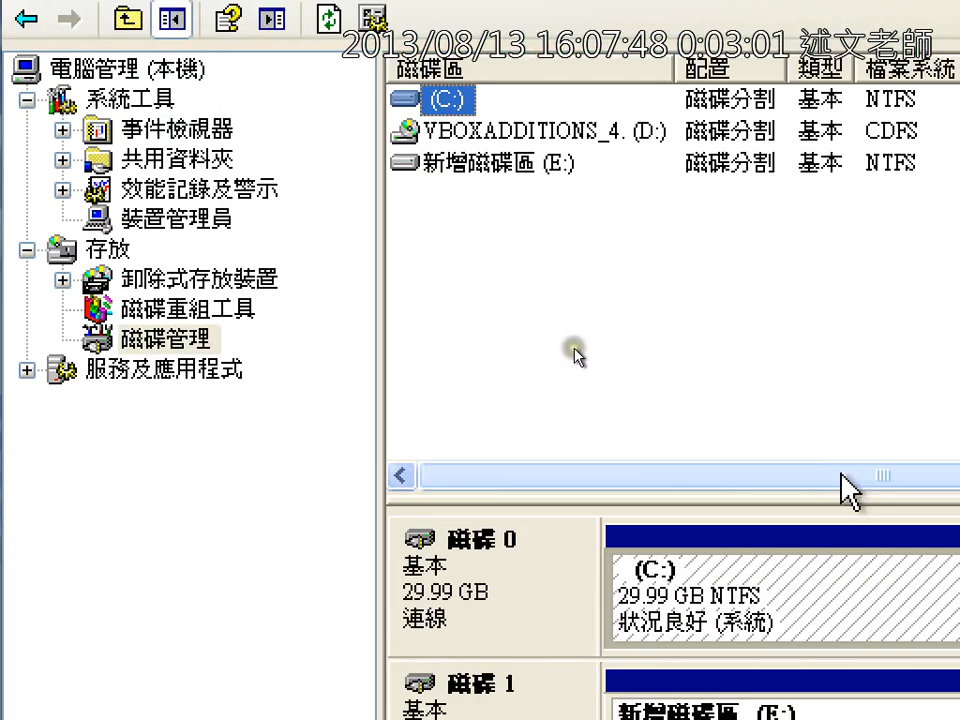 2013/08/13 16:07:48 0:03:01 述文老師
電腦管理 (本機)
系統工具
事件檢視器
共用資料夾
效能記錄及警示
裝置管理員
存放
卸除式存放裝置
磁碟重組工具
磁碟管理
服務及應用程式
磁碟區 配置 類型 檔案系統
(C:) 磁碟分割 基本 NTFS
VBOXADDITIONS_4. (D:) 磁碟分割 基本 CDFS
新增磁碟區 (E:) 磁碟分割 基本 NTFS
磁碟 0
基本
29.99 GB
連線
(C:)
29.99 GB NTFS
狀況良好 (系統)
磁碟 1
基本
新增磁碟區 (E:)